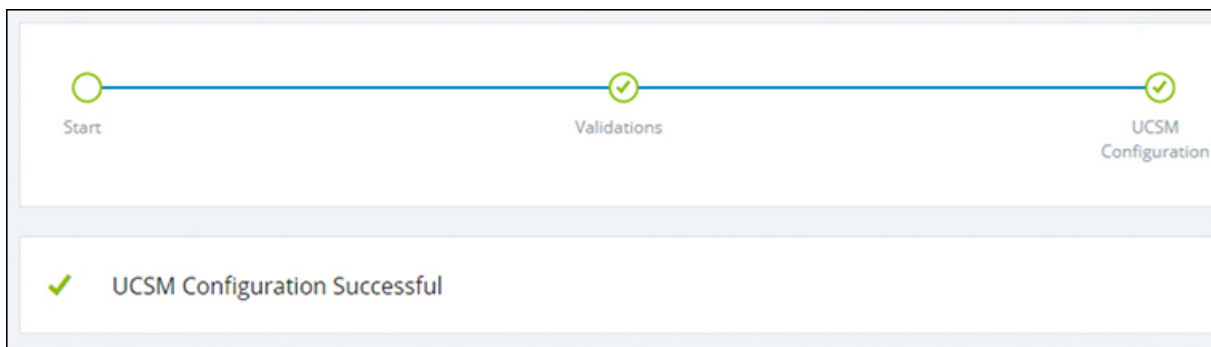 Start
Validations
UCSM
Configuration
UCSM Configuration Successful